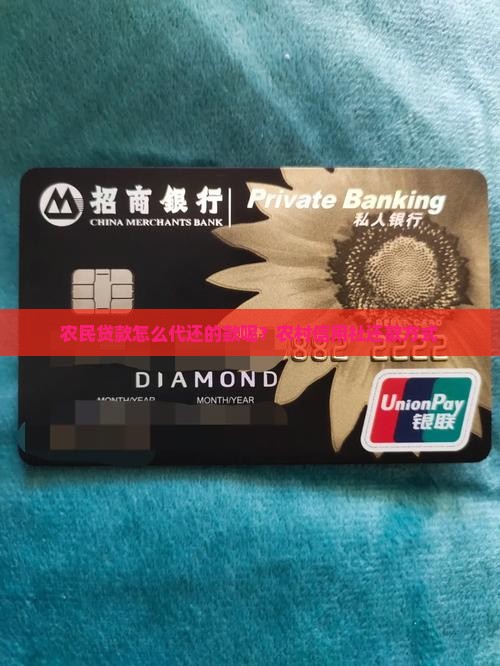 招商银行 Private Banking
CHINA MERCHANTS BANK 私人银行
农民贷款怎么代还的款呢?农村信用社还款方式
1882 2222
DIAMOND
MONTH/YEAR MONTH/YEAR
UnionPay
银联